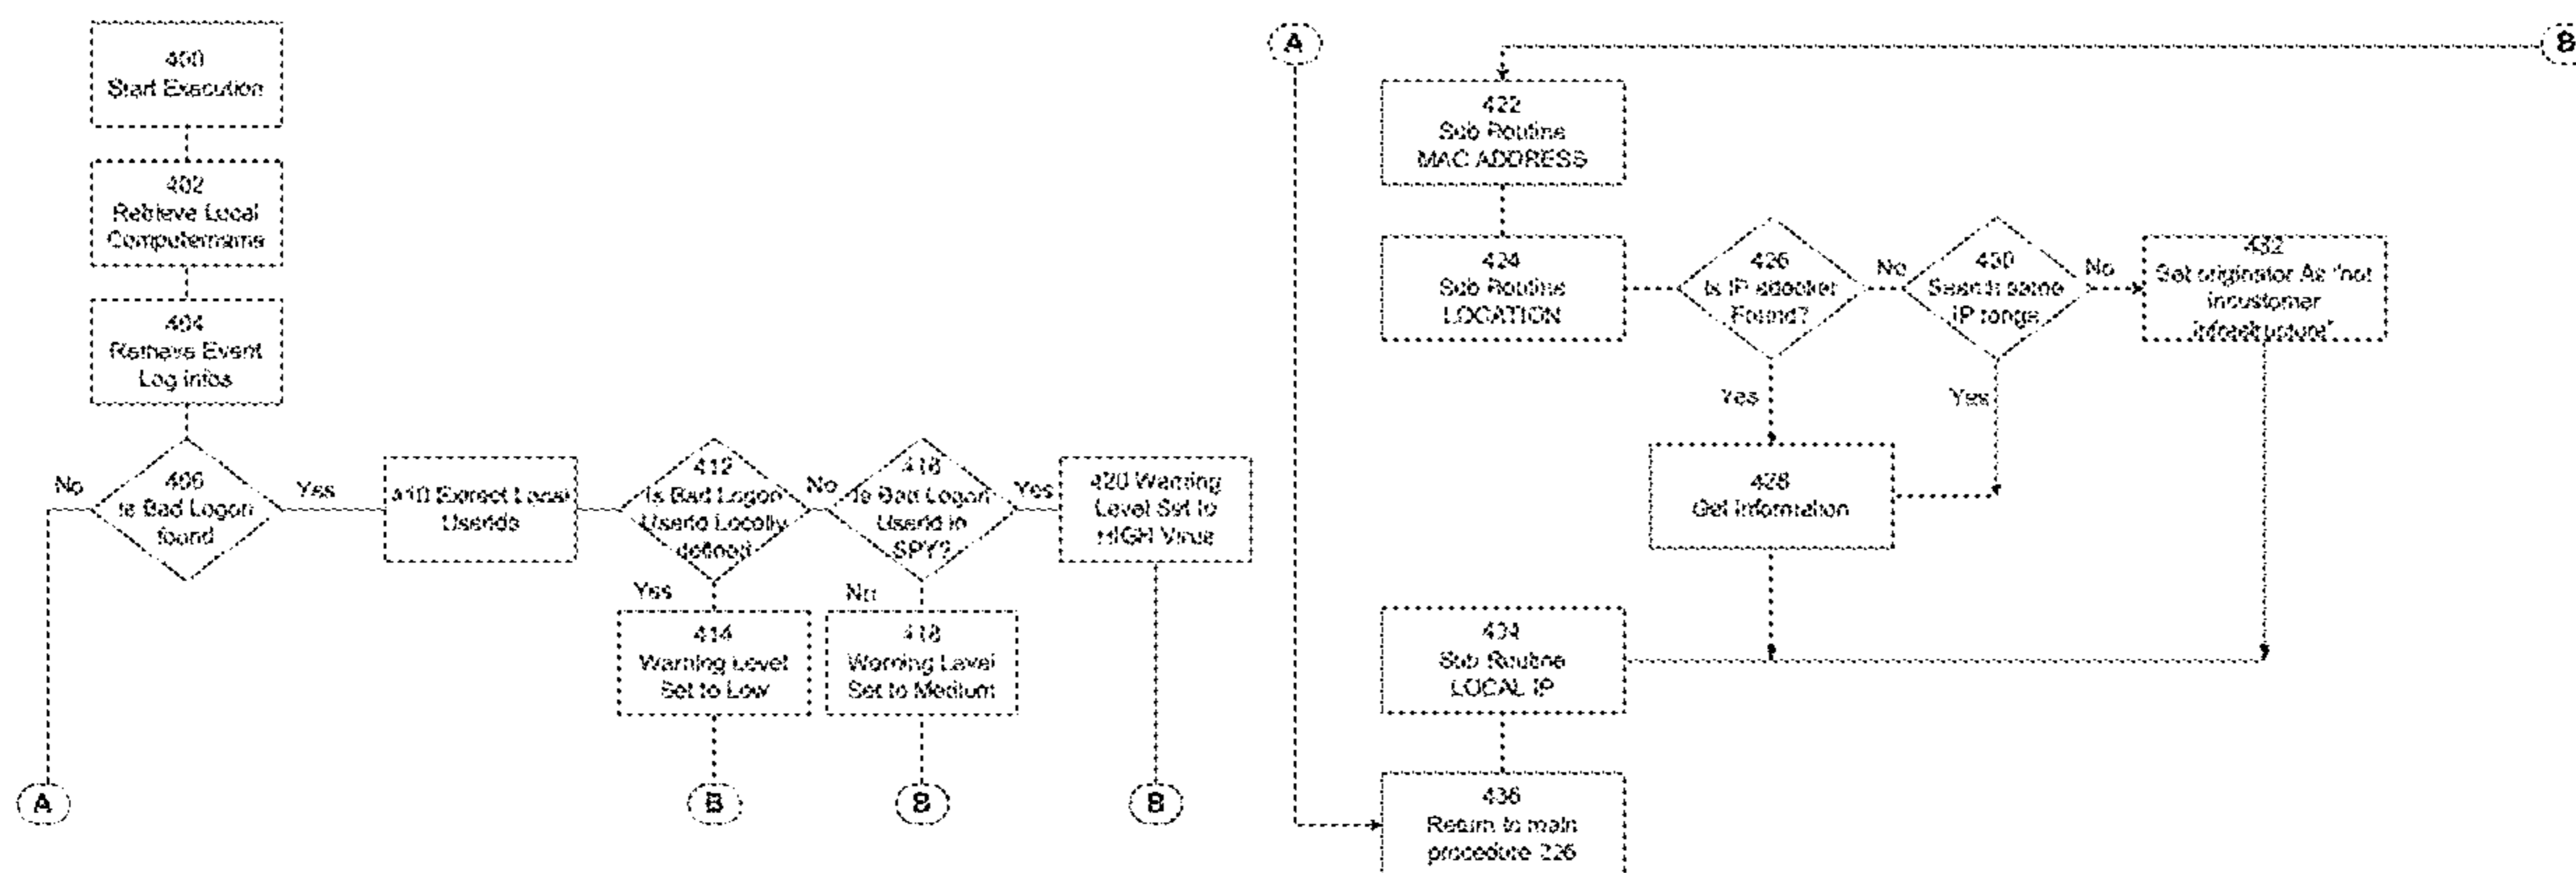 400
Start Execution
402
Retrieve Local
Computername
404
Retrieve Event
Log Infos
406
Is Bad Logon
found
No
Yes
410 Extract Local
Userids
412
Is Bad Logon
Userid Locally
defined
No
Yes
414
Warning Level
Set to Low
416
Is Bad Logon
Userid in
SPY?
Yes
No
418
Warning Level
Set to Medium
420 Warning
Level Set to
HIGH Virus
A
B
B
B
A
B
422
Sub Routine
MAC ADDRESS
424
Sub Routine
LOCATION
426
Is IP attacker
Found?
No
Yes
430
Search same
IP range
No
Yes
432
Set originator As "not
incustomer
infrastructure"
428
Get Information
434
Sub Routine
LOCAL IP
436
Return to main
procedure 226